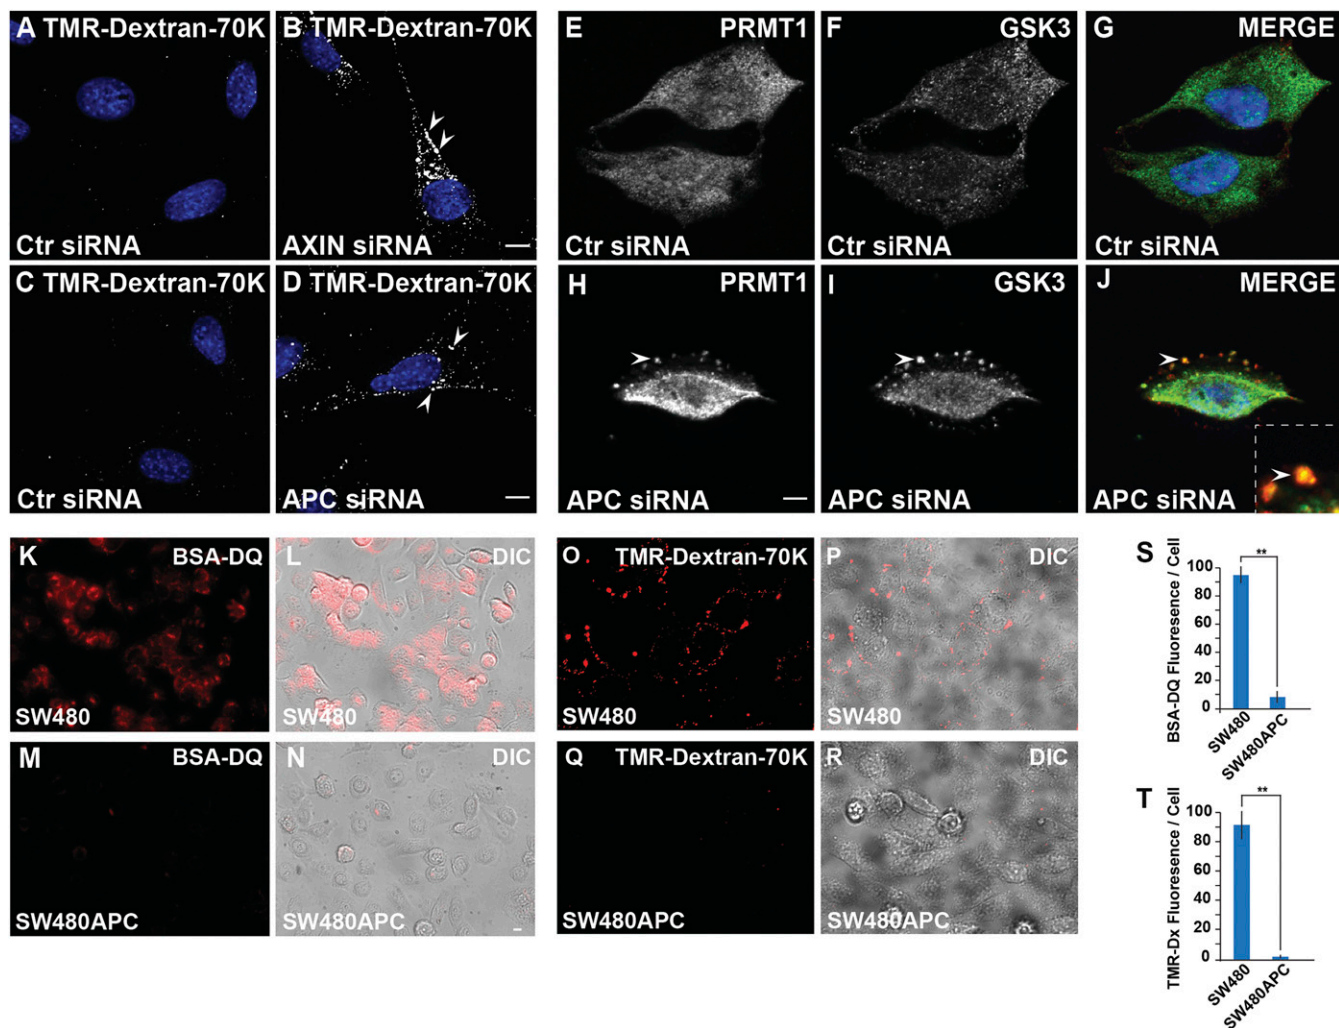 A TMR-Dextran-70K
Ctr siRNA
B TMR-Dextran-70K
AXIN siRNA
C TMR-Dextran-70K
Ctr siRNA
D TMR-Dextran-70K
APC siRNA
E PRMT1
Ctr siRNA
F GSK3
Ctr siRNA
G MERGE
Ctr siRNA
H PRMT1
APC siRNA
I GSK3
APC siRNA
J MERGE
APC siRNA
K BSA-DQ
SW480
L DIC
SW480
M BSA-DQ
SW480APC
N DIC
SW480APC
O TMR-Dextran-70K
SW480
P DIC
SW480
Q TMR-Dextran-70K
SW480APC
R DIC
SW480APC
S
BSA-DQ Fluoresence / Cell
100
80
60
40
20
0
**
SW480
SW480APC
T
TMR-Dx Fluoresence / Cell
100
80
60
40
20
0
**
SW480
SW480APC